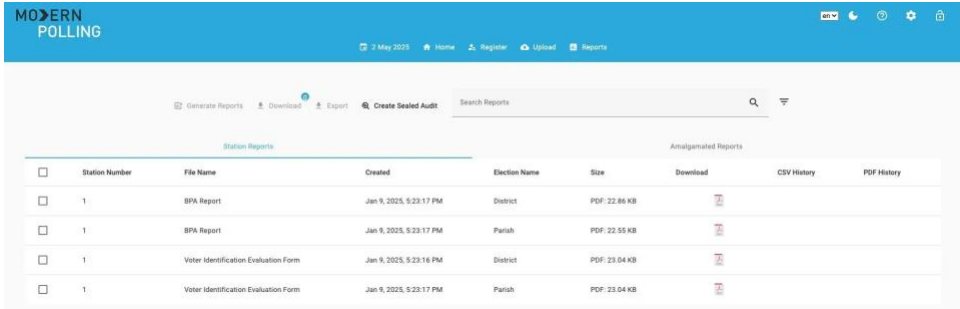 MODERN
POLLING
en
2 May 2025 Home Register Upload Reports
Generate Reports Download 0 Export Create Sealed Audit Search Reports
Station Reports Amalgamated Reports
Station Number File Name Created Election Name Size Download CSV History PDF History
1 BPA Report Jan 9, 2025, 5:23:17 PM District PDF: 22.86 KB
1 BPA Report Jan 9, 2025, 5:23:17 PM Parish PDF: 22.55 KB
1 Voter Identification Evaluation Form Jan 9, 2025, 5:23:16 PM District PDF: 23.04 KB
1 Voter Identification Evaluation Form Jan 9, 2025, 5:23:17 PM Parish PDF: 23.04 KB